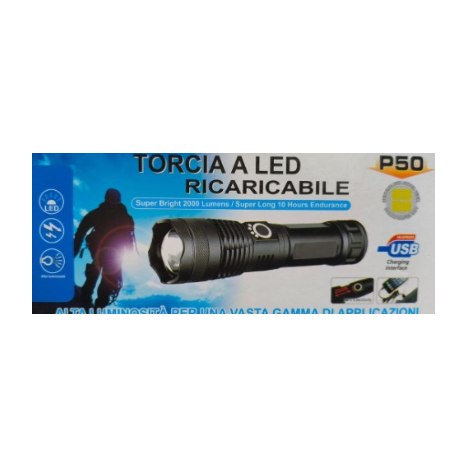 TORCIA A LED
RICARICABILE
P50
Super Bright 2000 Lumens / Super Long 10 Hours Endurance
LED
USB
Charging
interface
ALTA LUMINOSITÀ PER UNA VASTA GAMMA DI APPLICAZIONI